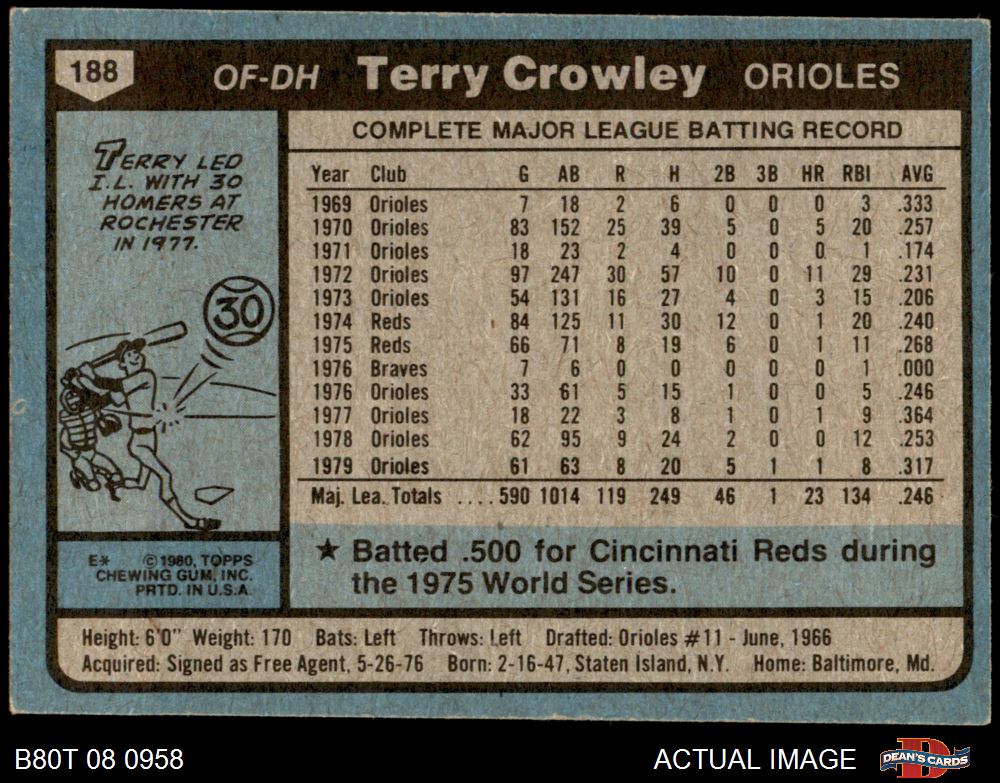 188 OF-DH Terry Crowley ORIOLES
TERRY LED
I.L. WITH 30
HOMERS AT
ROCHESTER
IN 1977.
30
E* © 1980, TOPPS
CHEWING GUM, INC.
PRTD. IN U.S.A.
COMPLETE MAJOR LEAGUE BATTING RECORD
Year Club G AB R H 2B 3B HR RBI AVG
1969 Orioles 7 18 2 6 0 0 0 3 .333
1970 Orioles 83 152 25 39 5 0 5 20 .257
1971 Orioles 18 23 2 4 0 0 0 1 .174
1972 Orioles 97 247 30 57 10 0 11 29 .231
1973 Orioles 54 131 16 27 4 0 3 15 .206
1974 Reds 84 125 11 30 12 0 1 20 .240
1975 Reds 66 71 8 19 6 0 1 11 .268
1976 Braves 7 6 0 0 0 0 0 1 .000
1976 Orioles 33 61 5 15 1 0 0 5 .246
1977 Orioles 18 22 3 8 1 0 1 9 .364
1978 Orioles 62 95 9 24 2 0 0 12 .253
1979 Orioles 61 63 8 20 5 1 1 8 .317
Maj. Lea. Totals ....590 1014 119 249 46 1 23 134 .246
★ Batted .500 for Cincinnati Reds during
the 1975 World Series.
Height: 6'0" Weight: 170 Bats: Left Throws: Left Drafted: Orioles #11 - June, 1966
Acquired: Signed as Free Agent, 5-26-76 Born: 2-16-47, Staten Island, N.Y. Home: Baltimore, Md.
B80T 08 0958 ACTUAL IMAGE DEAN'S CARDS